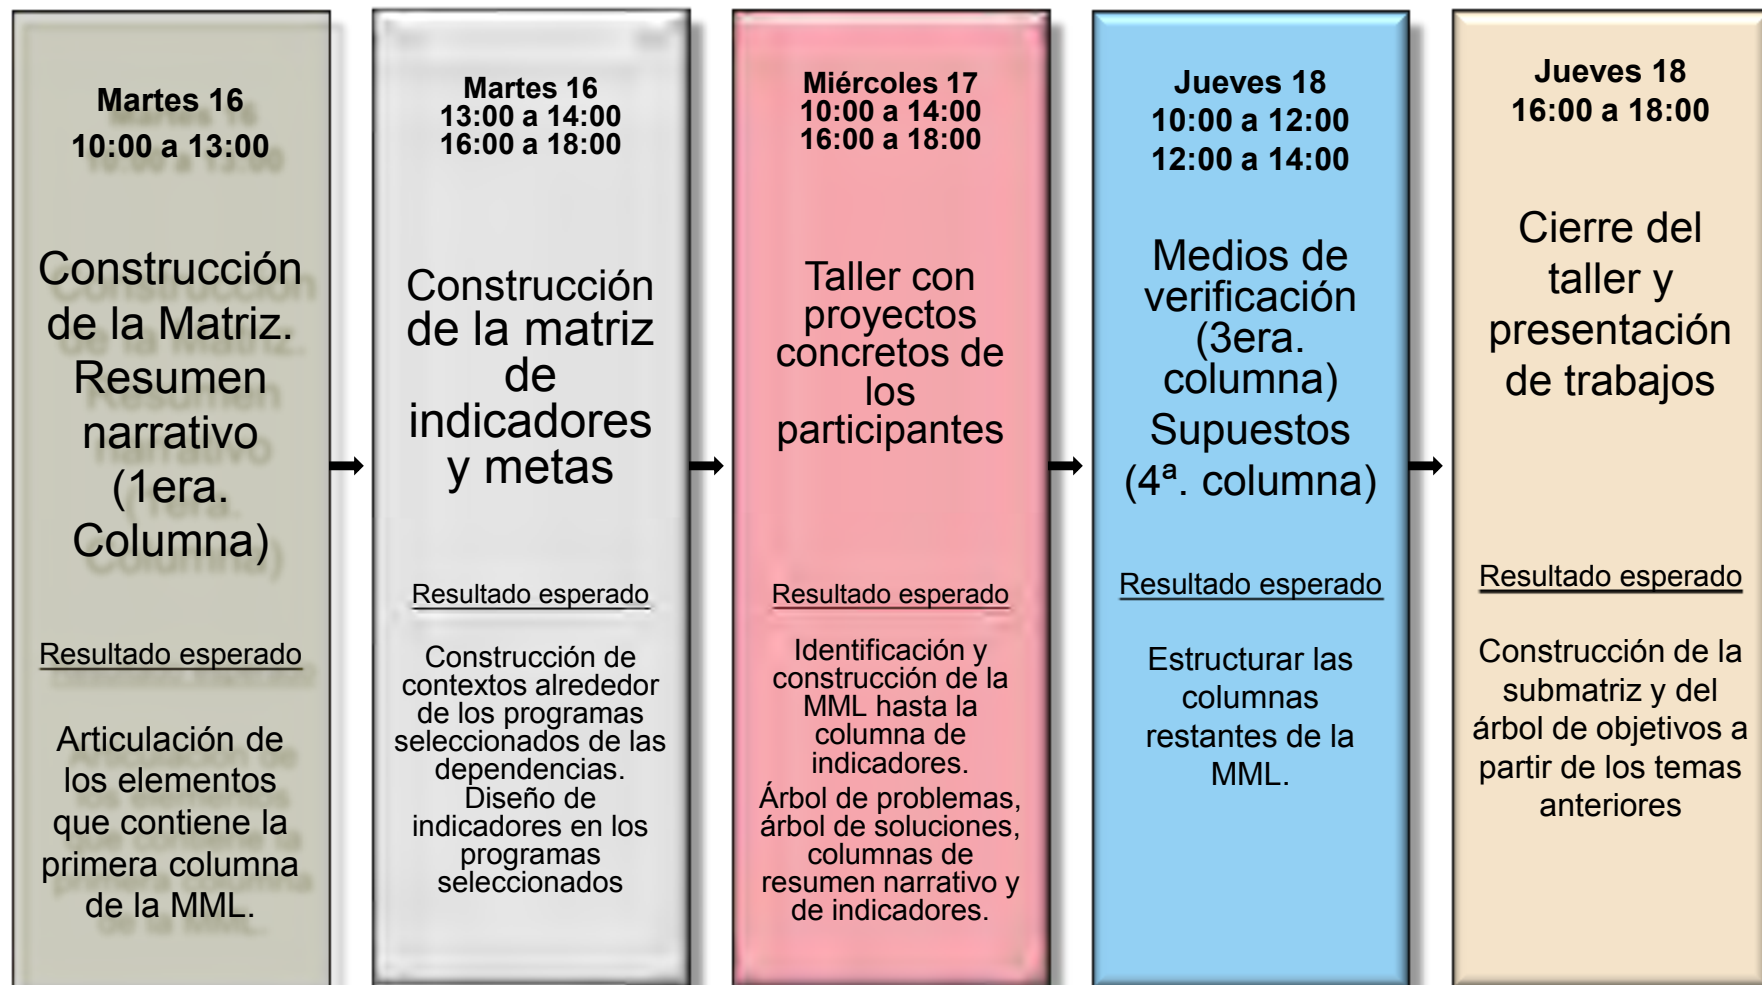 Martes 16
10:00 a 13:00
Construcción
de la Matriz.
Resumen
narrativo
(1era.
Columna)
Resultado esperado
Articulación de
los elementos
que contiene la
primera columna
de la MML.
Martes 16
13:00 a 14:00
16:00 a 18:00
Construcción
de la matriz
de
indicadores
y metas
Resultado esperado
Construcción de
contextos alrededor
de los programas
seleccionados de las
dependencias.
Diseño de
indicadores en los
programas
seleccionados
Miércoles 17
10:00 a 14:00
16:00 a 18:00
Taller con
proyectos
concretos de
los
participantes
Resultado esperado
Identificación y
construcción de la
MML hasta la
columna de
indicadores.
Árbol de problemas,
árbol de soluciones,
columnas de
resumen narrativo y
de indicadores.
Jueves 18
10:00 a 12:00
12:00 a 14:00
Medios de
verificación
(3era.
columna)
Supuestos
(4ª. columna)
Resultado esperado
Estructurar las
columnas
restantes de la
MML.
Jueves 18
16:00 a 18:00
Cierre del
taller y
presentación
de trabajos
Resultado esperado
Construcción de la
submatriz y del
árbol de objetivos a
partir de los temas
anteriores